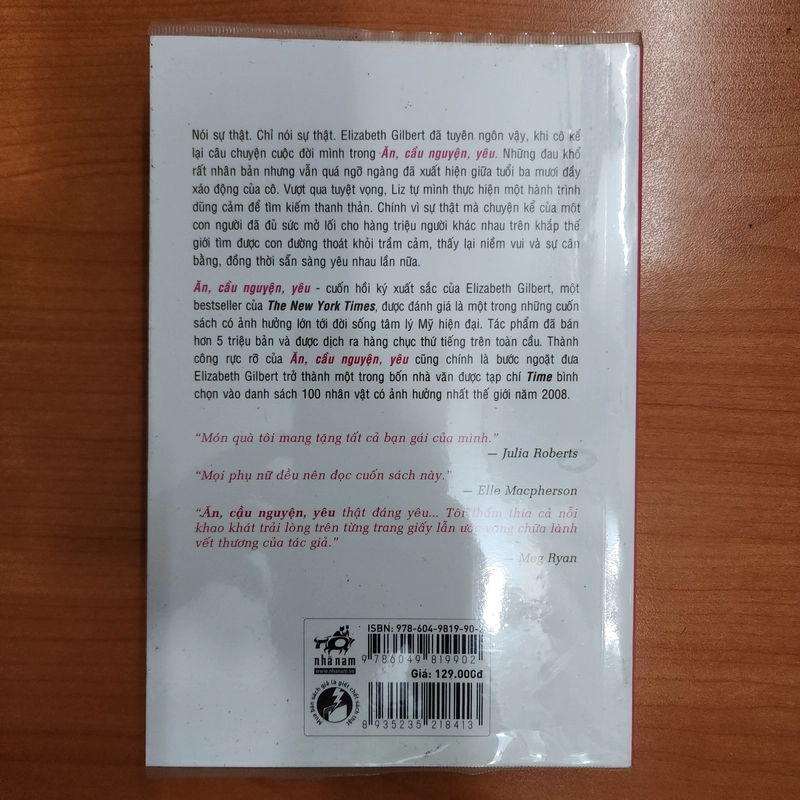 Nói sự thật. Chỉ nói sự thật. Elizabeth Gilbert đã tuyên ngôn vậy, khi cô kể
lại câu chuyện cuộc đời mình trong Ăn, cầu nguyện, yêu. Những đau khổ
rất nhân bản nhưng vẫn quá ngỡ ngàng đã xuất hiện giữa tuổi ba mươi đầy
xáo động của cô. Vượt qua tuyệt vọng, Liz tự mình thực hiện một hành trình
dũng cảm để tìm kiếm thanh thản. Chính vì sự thật mà chuyện kể của một
con người đã đủ sức mở lối cho hàng triệu người khác nhau trên khắp thế
giới tìm được con đường thoát khỏi trầm cảm, thấy lại niềm vui và sự cân
bằng, đồng thời sẵn sàng yêu nhau lần nữa.
Ăn, cầu nguyện, yêu - cuốn hồi ký xuất sắc của Elizabeth Gilbert, một
bestseller của The New York Times, được đánh giá là một trong những cuốn
sách có ảnh hưởng lớn tới đời sống tâm lý Mỹ hiện đại. Tác phẩm đã bán
hơn 5 triệu bản và được dịch ra hàng chục thứ tiếng trên toàn cầu. Thành
công rực rỡ của Ăn, cầu nguyện, yêu cũng chính là bước ngoặt đưa
Elizabeth Gilbert trở thành một trong bốn nhà văn được tạp chí Time bình
chọn vào danh sách 100 nhân vật có ảnh hưởng nhất thế giới năm 2008.
“Món quà tôi mang tặng tất cả bạn gái của mình.”
— Julia Roberts
“Mọi phụ nữ đều nên đọc cuốn sách này.”
— Elle Macpherson
“Ăn, cầu nguyện, yêu thật đáng yêu... Tôi thấm thía cả nỗi
khao khát trải lòng trên từng trang giấy lẫn ước vọng chữa lành
vết thương của tác giả.”
— Meg Ryan
ISBN: 978-604-9819-90-
nhã nam
www.nhanam.vn
9 786049 819902
Giá: 129.000đ
Mua bán sách giả là giết chết sách thật
8 935235 218413